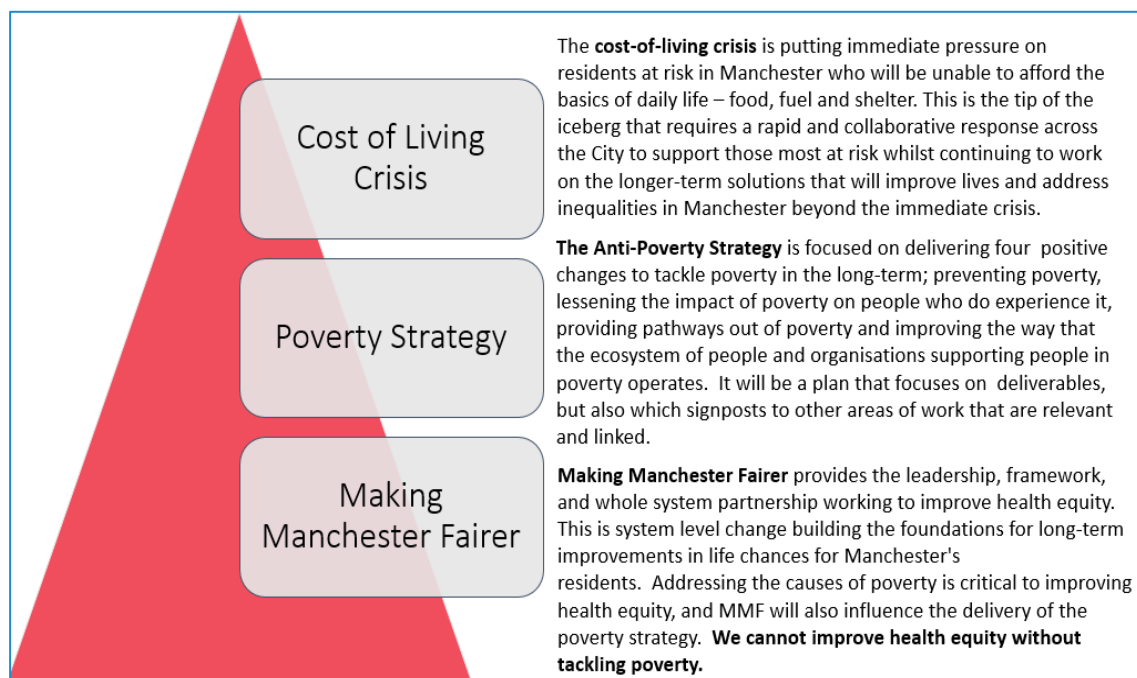 Cost of Living
Crisis
The cost-of-living crisis is putting immediate pressure on
residents at risk in Manchester who will be unable to afford the
basics of daily life – food, fuel and shelter. This is the tip of the
iceberg that requires a rapid and collaborative response across
the City to support those most at risk whilst continuing to work
on the longer-term solutions that will improve lives and address
inequalities in Manchester beyond the immediate crisis.
Poverty Strategy
The Anti-Poverty Strategy is focused on delivering four positive
changes to tackle poverty in the long-term; preventing poverty,
lessening the impact of poverty on people who do experience it,
providing pathways out of poverty and improving the way that
the ecosystem of people and organisations supporting people in
poverty operates. It will be a plan that focuses on deliverables,
but also which signposts to other areas of work that are relevant
and linked.
Making
Manchester Fairer
Making Manchester Fairer provides the leadership, framework,
and whole system partnership working to improve health equity.
This is system level change building the foundations for long-term
improvements in life chances for Manchester's
residents. Addressing the causes of poverty is critical to improving
health equity, and MMF will also influence the delivery of the
poverty strategy. We cannot improve health equity without
tackling poverty.